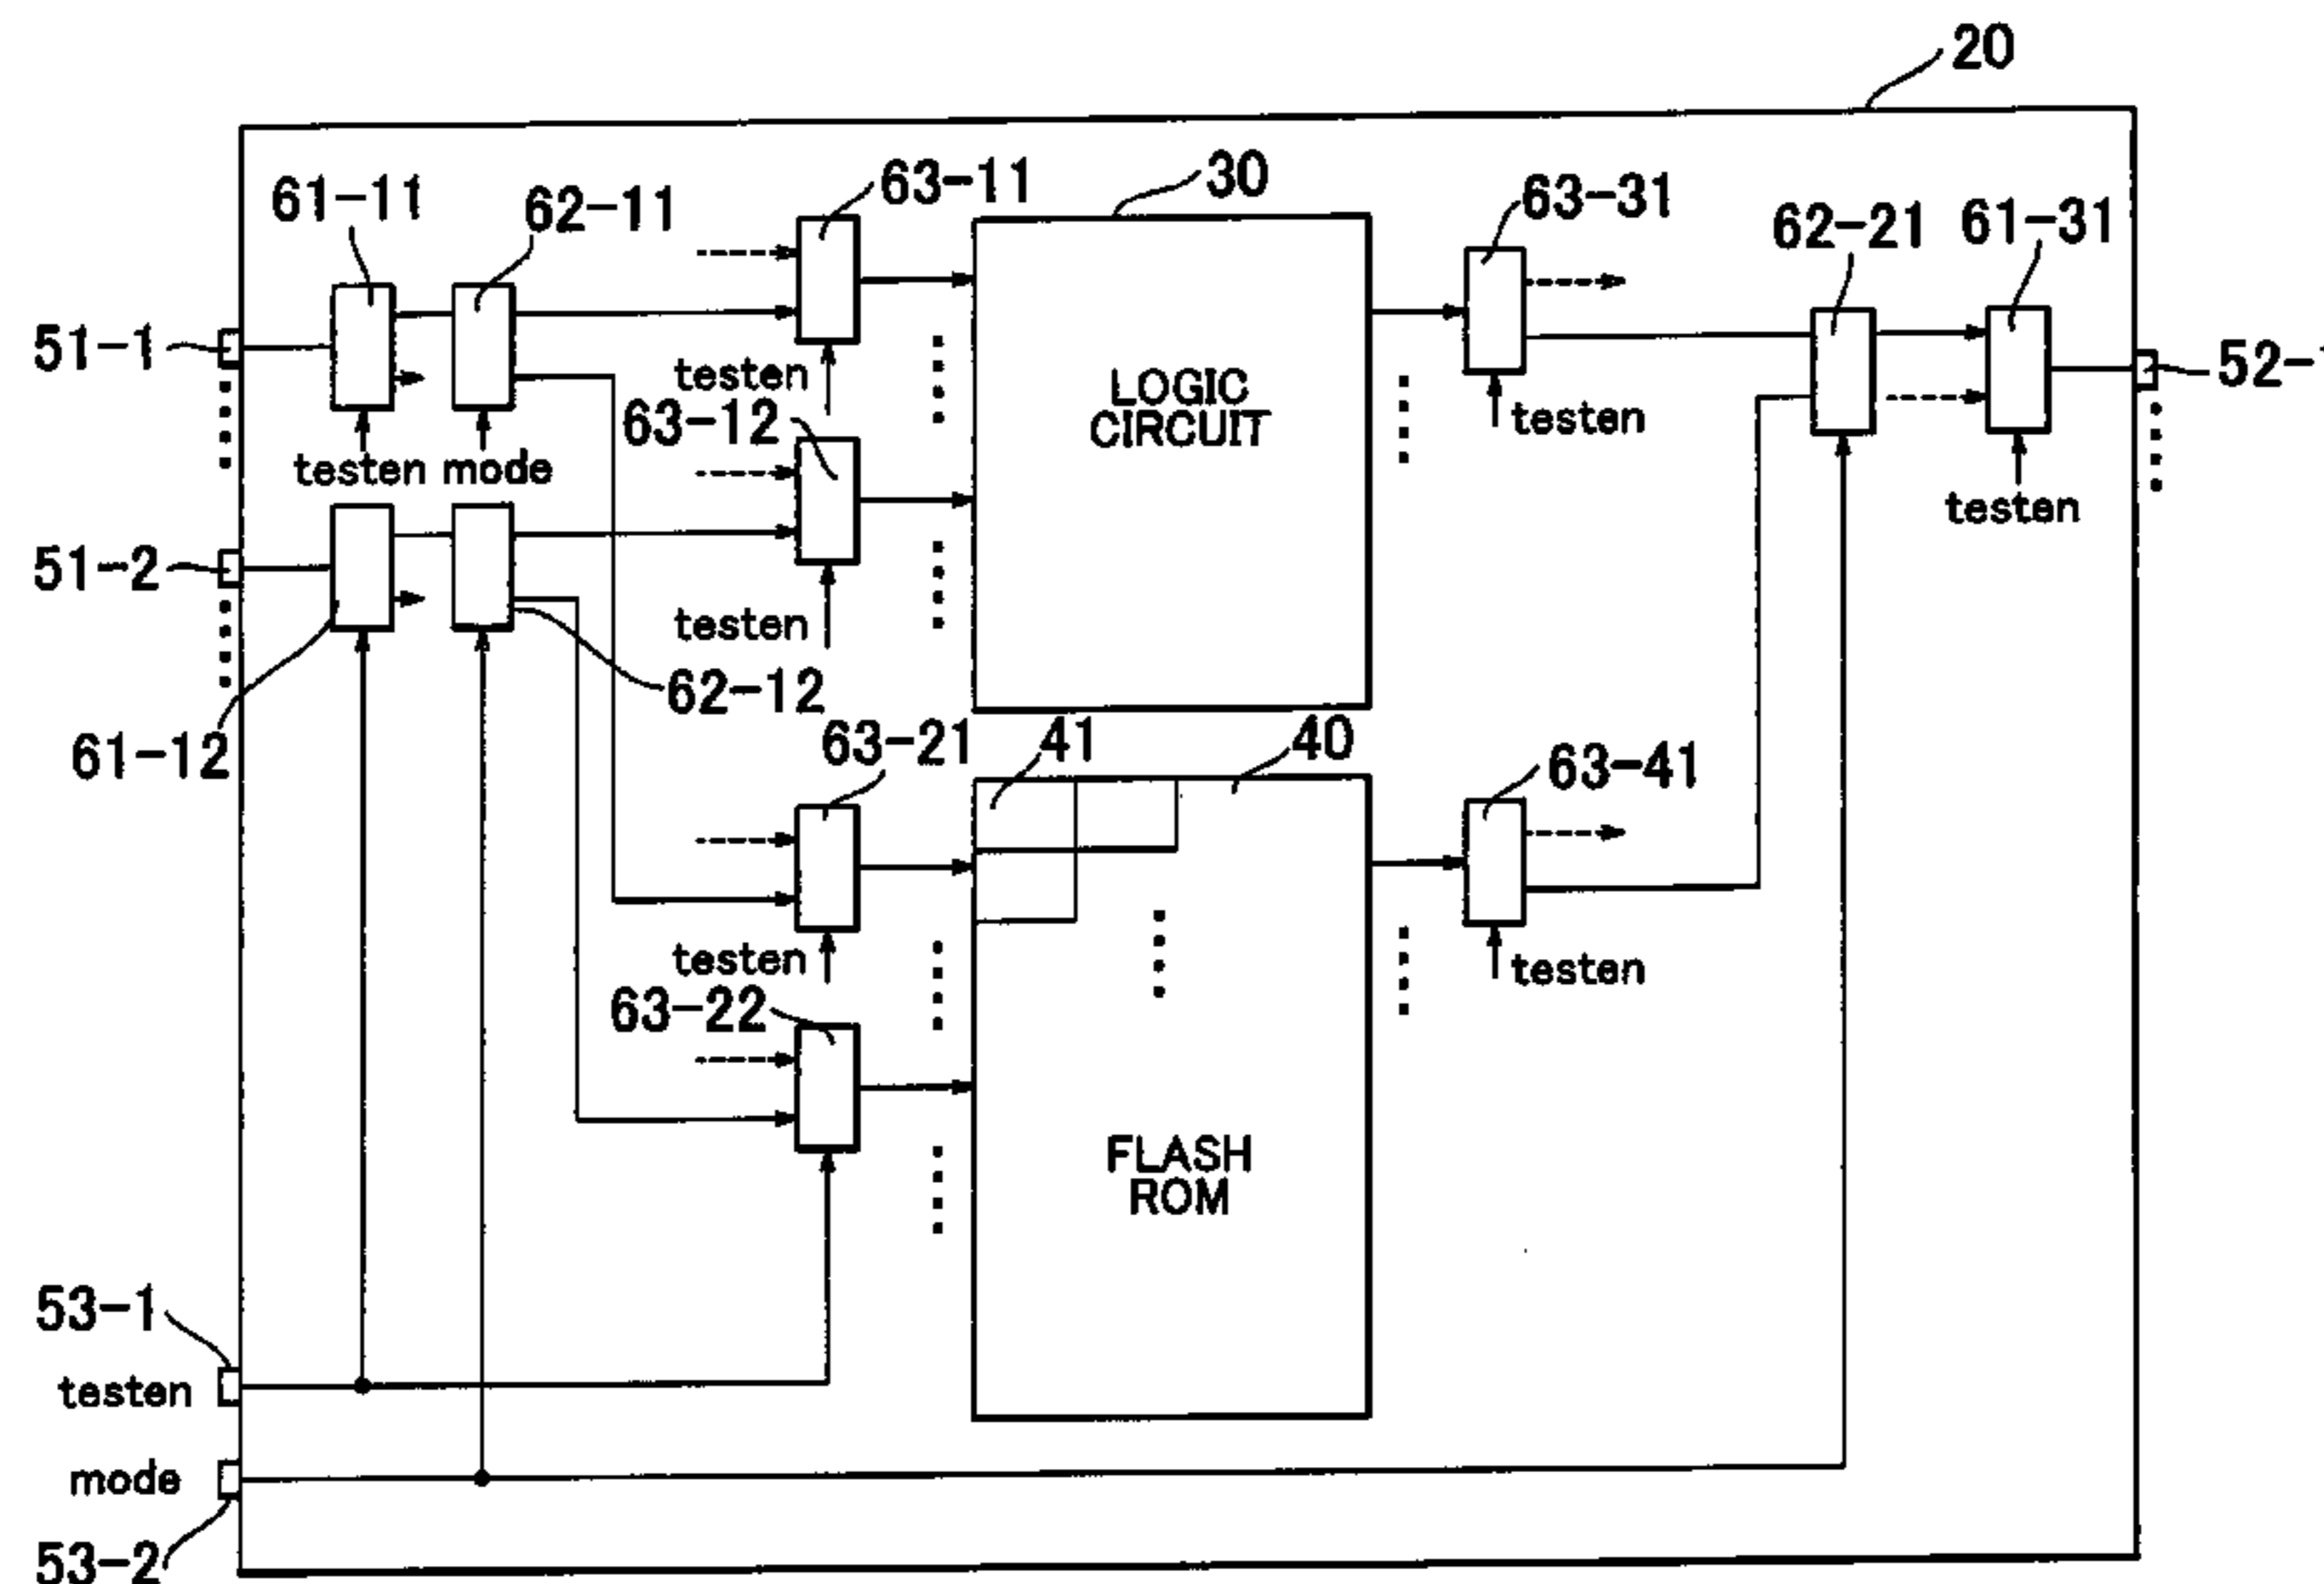 20
63-11
30
61-11
62-11
63-31
62-21
61-31
51-1
testen
LOGIC
CIRCUIT
52-1
63-12
testen
testen mode
testen
51-2
testen
62-12
61-12
63-21
41
40
63-41
testen
testen
63-22
FLASH
ROM
53-1
testen
mode
53-2